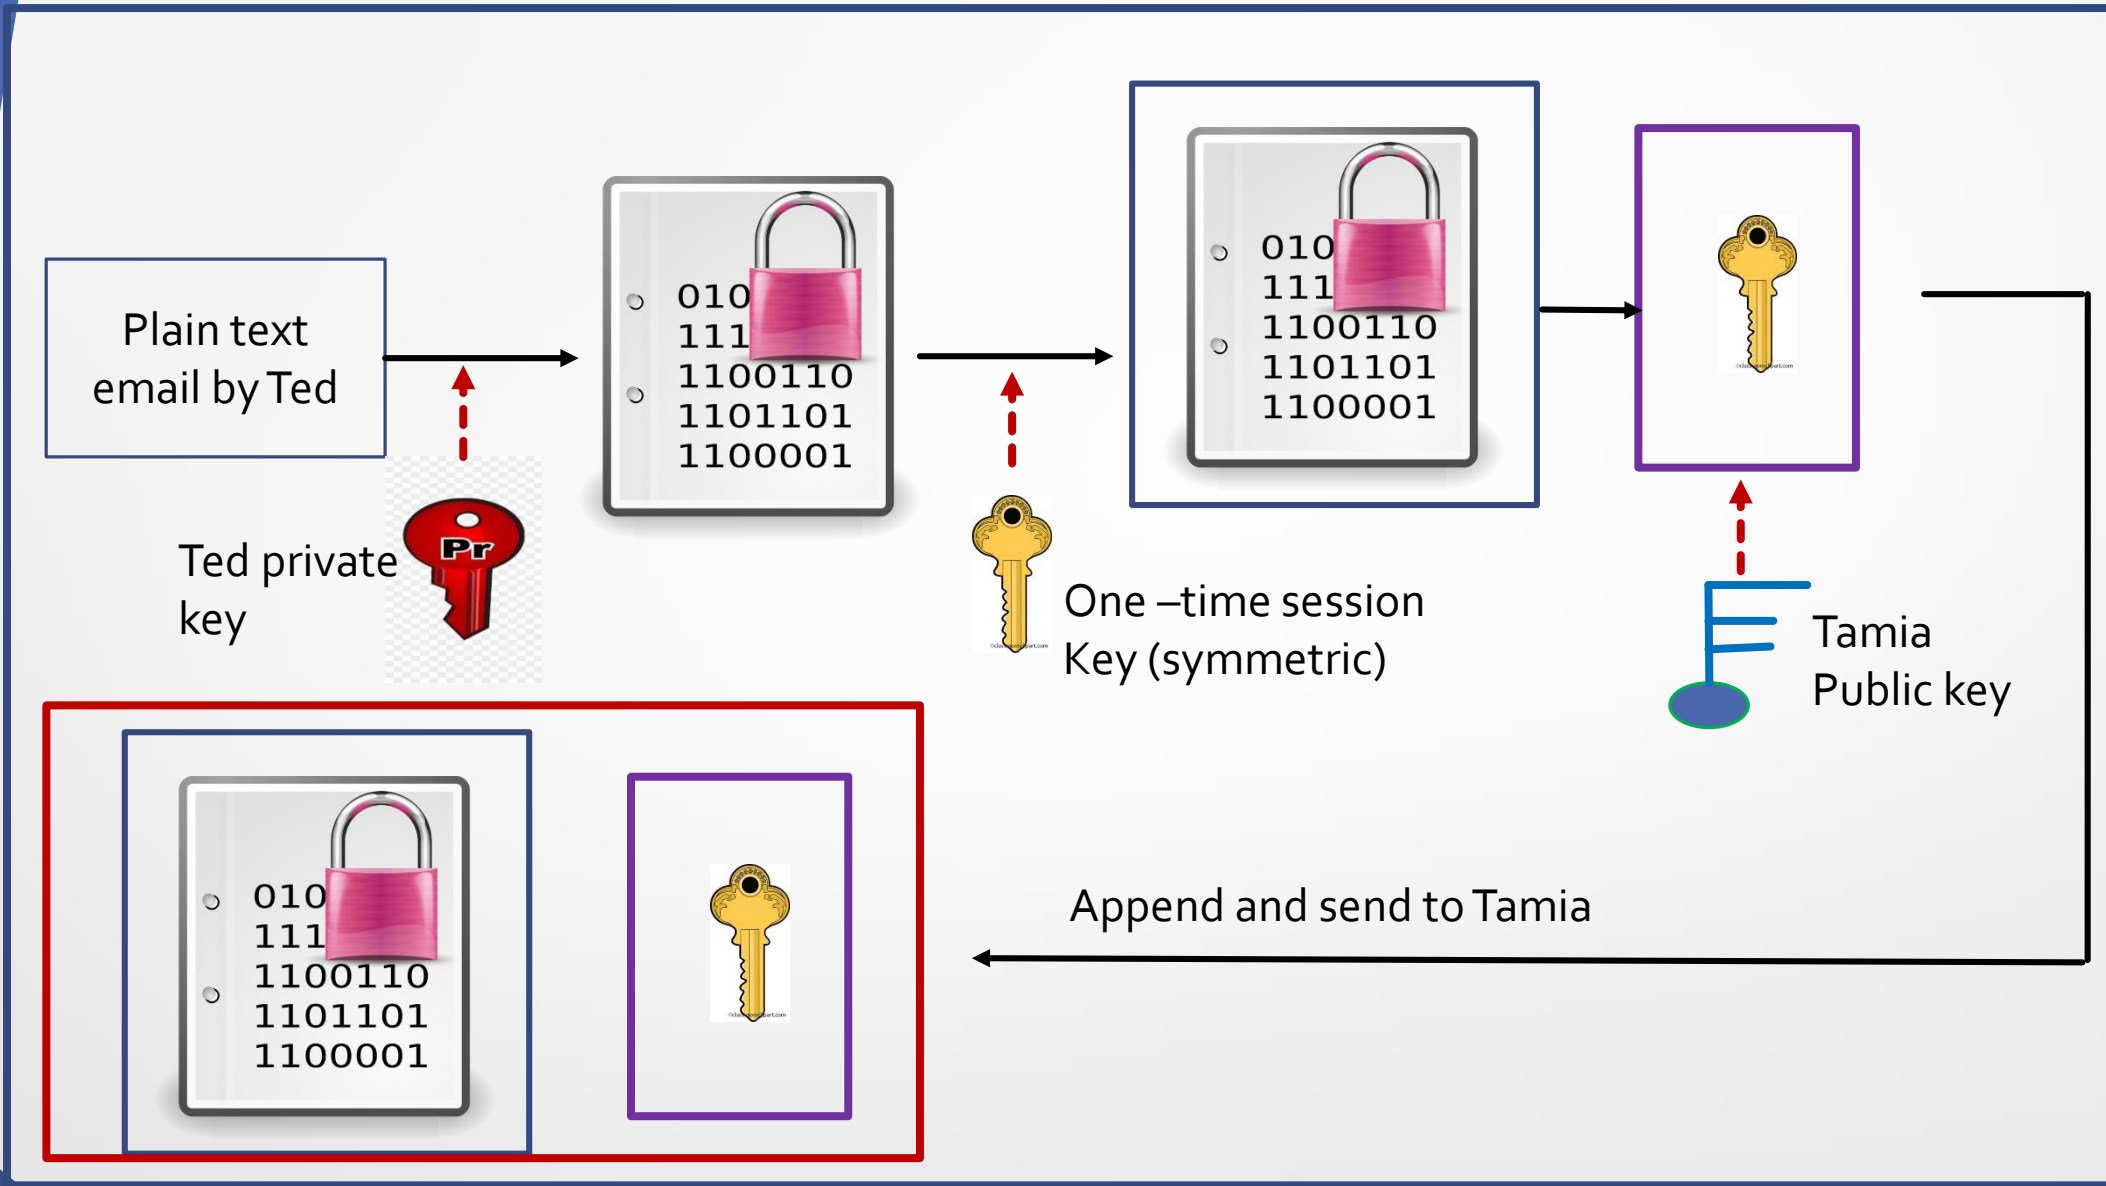 Plain text
email by Ted
010
111
1100110
1101101
1100001
010
111
1100110
1101101
1100001
Pr
Ted private
key
One –time session
Key (symmetric)
Tamia
Public key
010
111
1100110
1101101
1100001
Append and send to Tamia